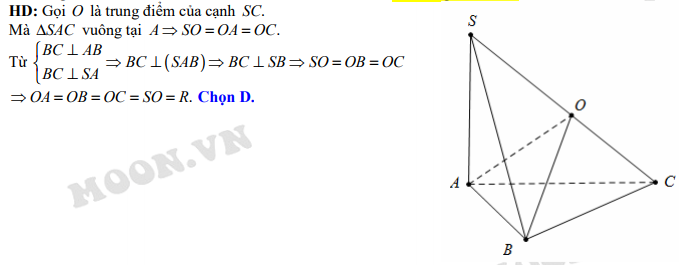 HD: Gọi O là trung điểm của cạnh SC.
Mà ΔSAC vuông tại A ⇒ SO = OA = OC.
Từ { BC ⊥ AB
BC ⊥ SA ⇒ BC ⊥ (SAB) ⇒ BC ⊥ SB ⇒ SO = OB = OC
⇒ OA = OB = OC = SO = R. Chọn D.
MOON.VN
S
O
A
C
B